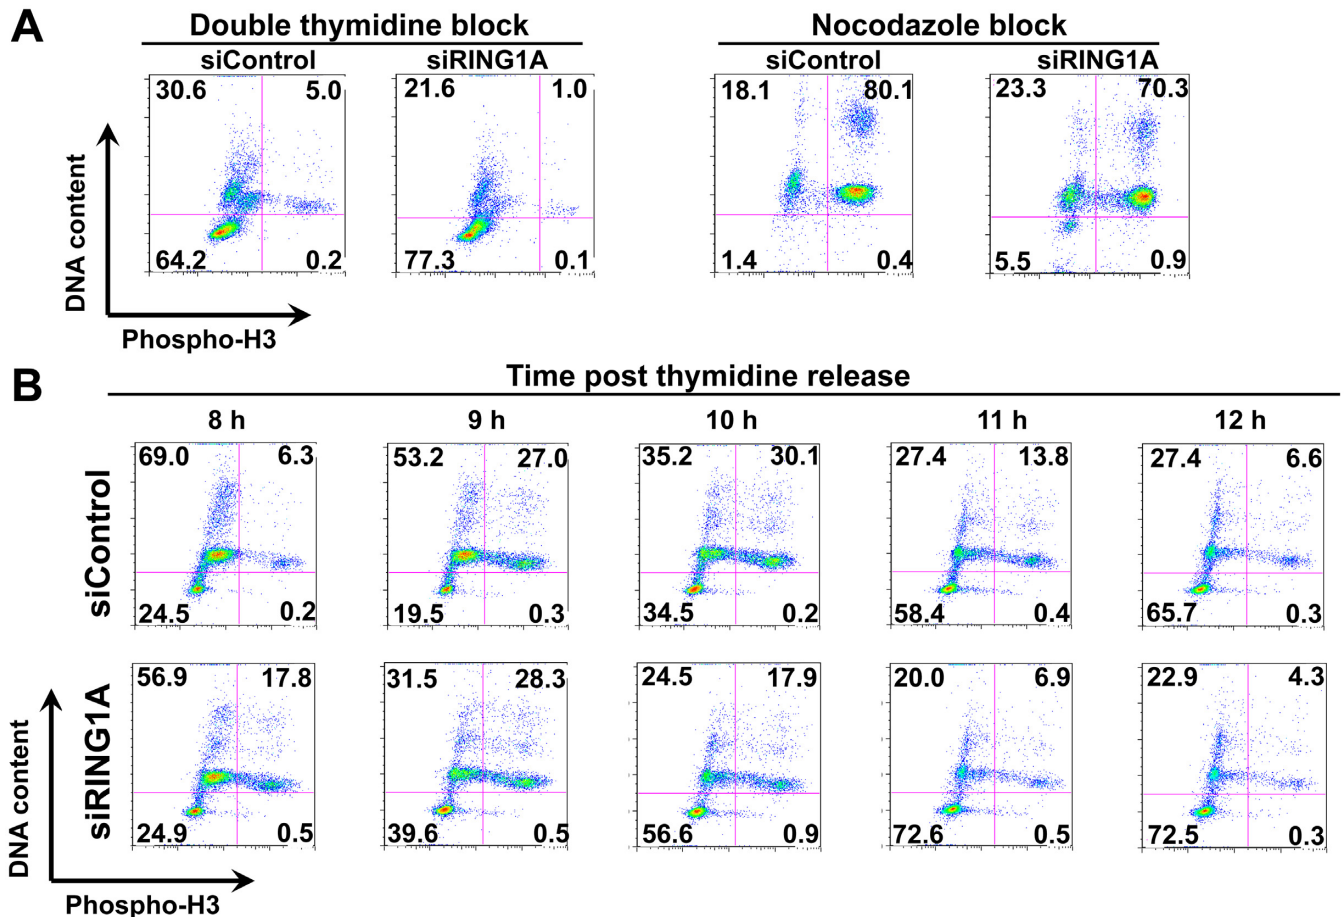 A
Double thymidine block
Nocodazole block
siControl
siRING1A
siControl
siRING1A
30.6 5.0
21.6 1.0
18.1 80.1
23.3 70.3
DNA content
64.2 0.2
77.3 0.1
1.4 0.4
5.5 0.9
Phospho-H3
B
Time post thymidine release
8 h
9 h
10 h
11 h
12 h
siControl
69.0 6.3
53.2 27.0
35.2 30.1
27.4 13.8
27.4 6.6
24.5 0.2
19.5 0.3
34.5 0.2
58.4 0.4
65.7 0.3
siRING1A
56.9 17.8
31.5 28.3
24.5 17.9
20.0 6.9
22.9 4.3
DNA content
24.9 0.5
39.6 0.5
56.6 0.9
72.6 0.5
72.5 0.3
Phospho-H3